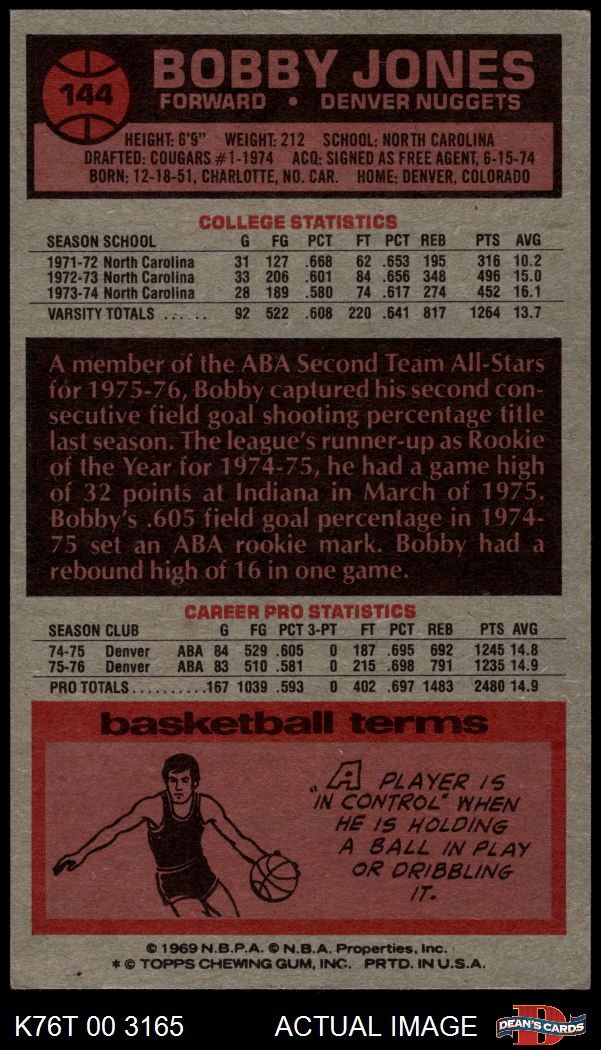 144
BOBBY JONES
FORWARD • DENVER NUGGETS
HEIGHT: 6'9" WEIGHT: 212 SCHOOL: NORTH CAROLINA
DRAFTED: COUGARS #1-1974 ACQ: SIGNED AS FREE AGENT, 6-15-74
BORN: 12-18-51, CHARLOTTE, NO. CAR. HOME: DENVER, COLORADO
COLLEGE STATISTICS
SEASON SCHOOL G FG PCT FT PCT REB PTS AVG
1971-72 North Carolina 31 127 .668 62 .653 195 316 10.2
1972-73 North Carolina 33 206 .601 84 .656 348 496 15.0
1973-74 North Carolina 28 189 .580 74 .617 274 452 16.1
VARSITY TOTALS ...... 92 522 .608 220 .641 817 1264 13.7
A member of the ABA Second Team All-Stars
for 1975-76, Bobby captured his second con-
secutive field goal shooting percentage title
last season. The league's runner-up as Rookie
of the Year for 1974-75, he had a game high
of 32 points at Indiana in March of 1975.
Bobby's .605 field goal percentage in 1974-
75 set an ABA rookie mark. Bobby had a
rebound high of 16 in one game.
CAREER PRO STATISTICS
SEASON CLUB G FG PCT 3-PT FT PCT REB PTS AVG
74-75 Denver ABA 84 529 .605 0 187 .695 692 1245 14.8
75-76 Denver ABA 83 510 .581 0 215 .698 791 1235 14.9
PRO TOTALS..........167 1039 .593 0 402 .697 1483 2480 14.9
basketball terms
„A PLAYER IS
IN CONTROL" WHEN
HE IS HOLDING
A BALL IN PLAY
OR DRIBBLING
IT.
© 1969 N.B.P.A. © N.B.A. Properties, Inc.
* © TOPPS CHEWING GUM, INC. PRTD. IN U.S.A.
K76T 00 3165 ACTUAL IMAGE
D
DEAN'S CARDS